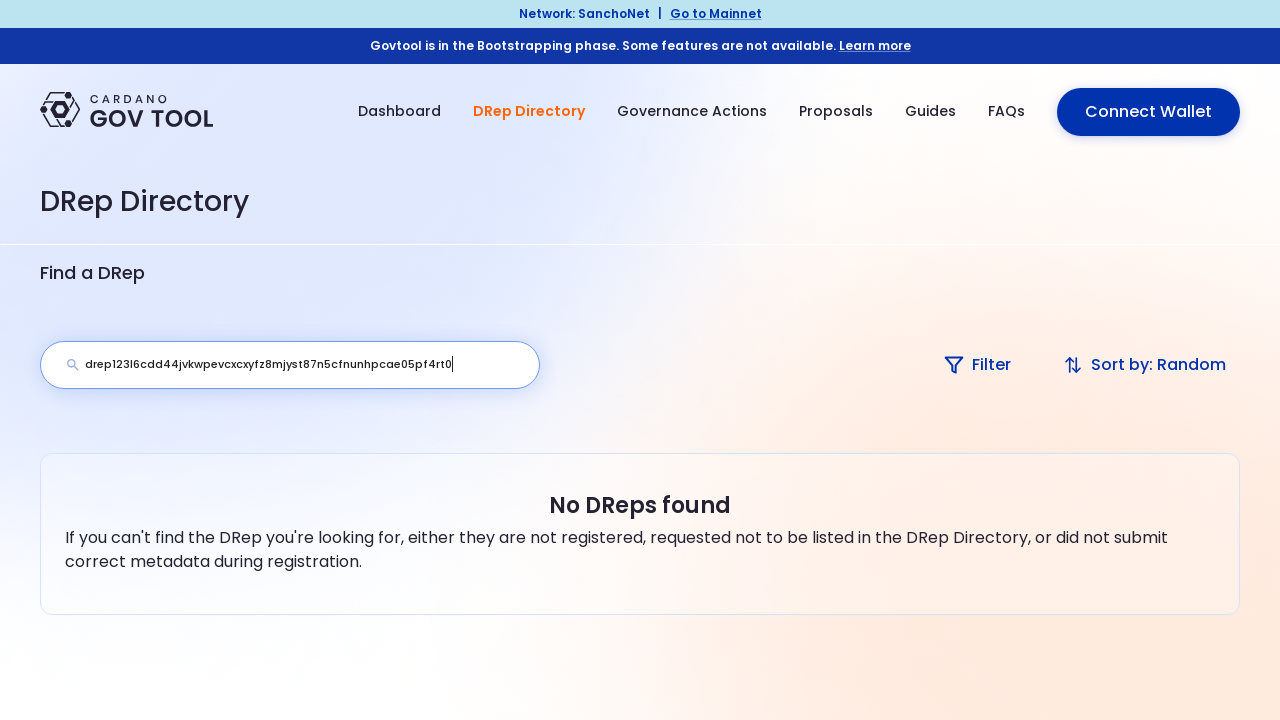 Network: SanchoNet | Go to Mainnet
Govtool is in the Bootstrapping phase. Some features are not available. Learn more
CARDANO
GOV TOOL
Dashboard
DRep Directory
Governance Actions
Proposals
Guides
FAQs
Connect Wallet
DRep Directory
Find a DRep
drep123l6cdd44jvkwpevcxcxyfz8mjyst87n5cfnunhpcae05pf4rt0
Filter
Sort by: Random
No DReps found
If you can't find the DRep you're looking for, either they are not registered, requested not to be listed in the DRep Directory, or did not submit
correct metadata during registration.